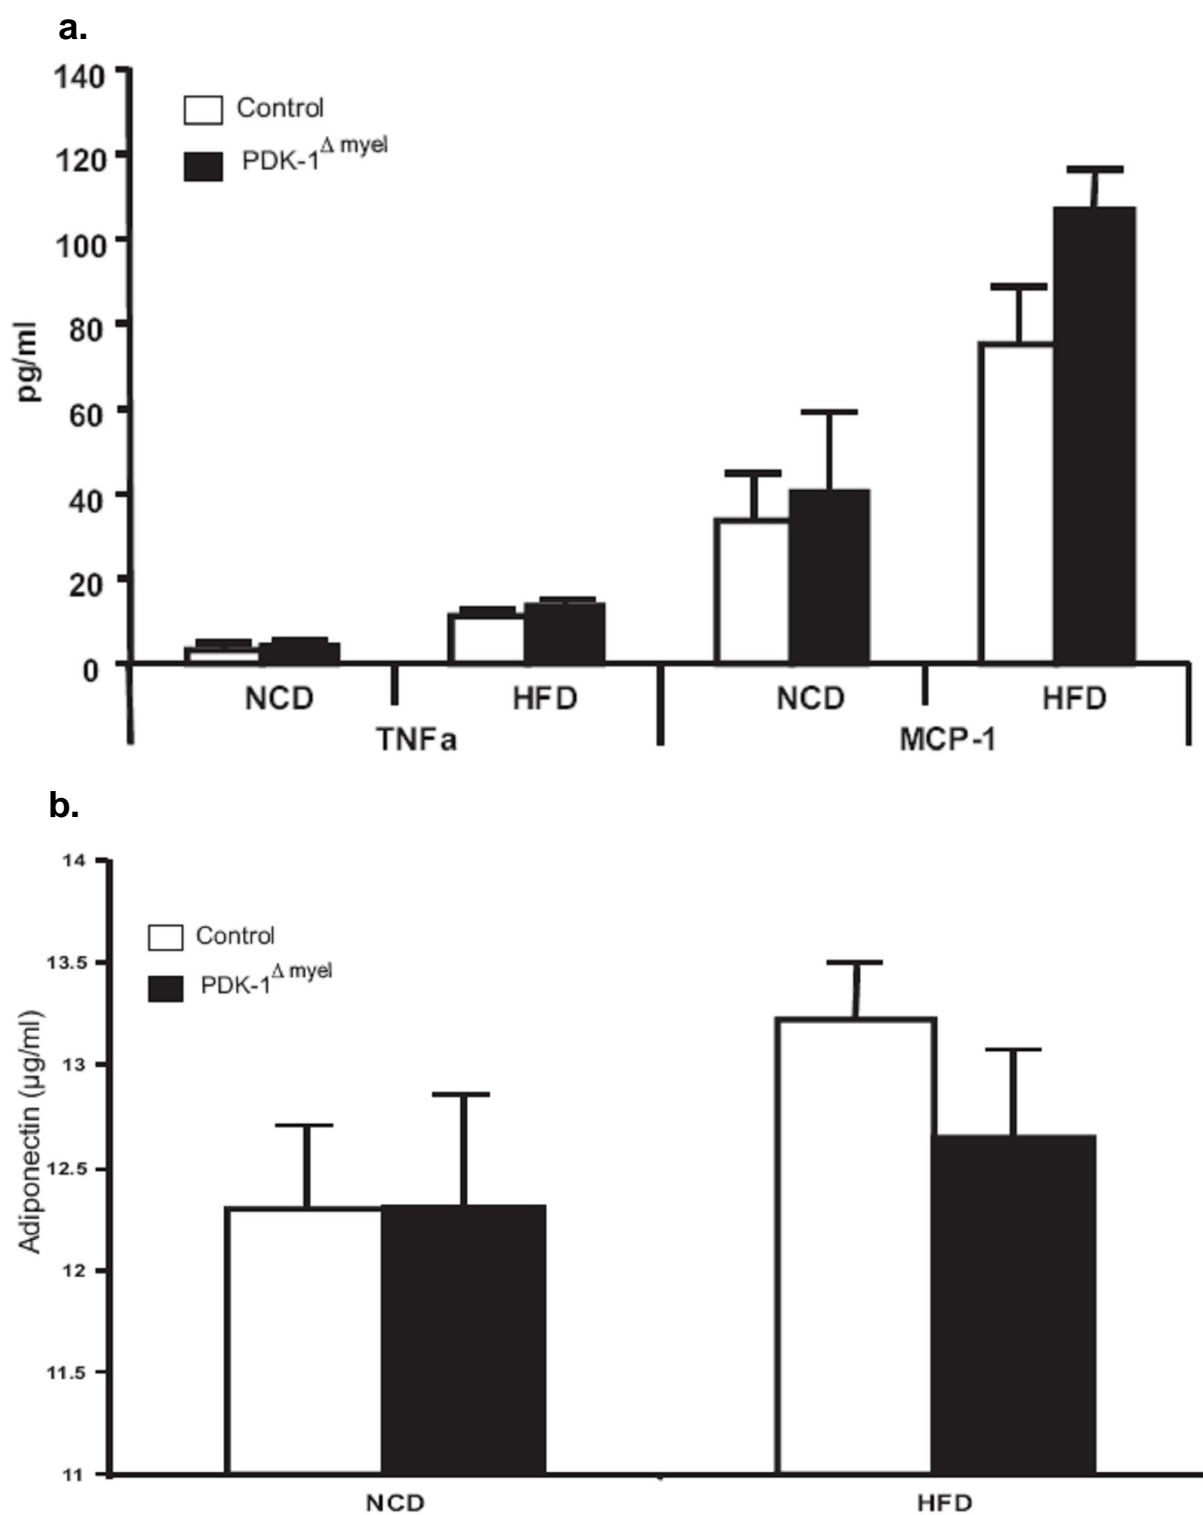 a.
140
Control
PDK-1Δ myel
120
100
80
pg/ml
60
40
20
0
NCD HFD NCD HFD
TNFa MCP-1
b.
14
Control
13.5
PDK-1Δ myel
Adiponectin (µg/ml)
13
12.5
12
11.5
11
NCD HFD